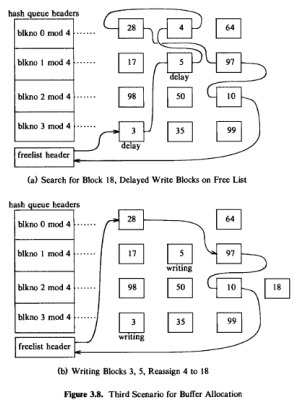 hash queue headers
blkno 0 mod 4 ...... 28 4 64
blkno 1 mod 4 ...... 17 5 97
delay
blkno 2 mod 4 ...... 98 50 10
blkno 3 mod 4 ...... 3 35 99
delay
freelist header
(a) Search for Block 18, Delayed Write Blocks on Free List
hash queue headers
blkno 0 mod 4 ...... 28 64
blkno 1 mod 4 ...... 17 5 97
writing
blkno 2 mod 4 ...... 98 50 10 18
blkno 3 mod 4 ...... 3 35 99
writing
freelist header
(b) Writing Blocks 3, 5, Reassign 4 to 18
Figure 3.8. Third Scenario for Buffer Allocation